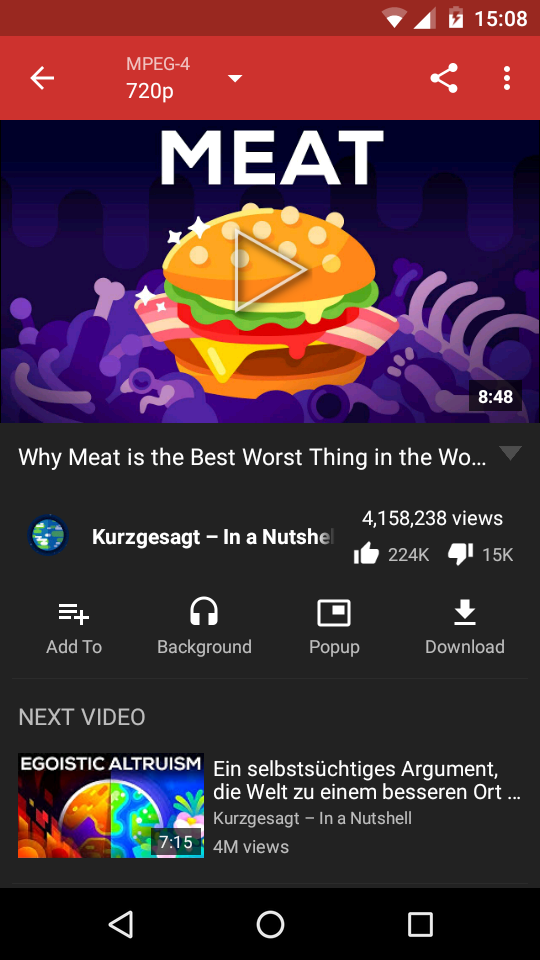 15:08
MPEG-4
720p
MEAT
8:48
Why Meat is the Best Worst Thing in the Wo...
Kurzgesagt – In a Nutshel
4,158,238 views
224K 15K
Add To Background Popup Download
NEXT VIDEO
EGOISTIC ALTRUISM
7:15
Ein selbstsüchtiges Argument,
die Welt zu einem besseren Ort ...
Kurzgesagt – In a Nutshell
4M views